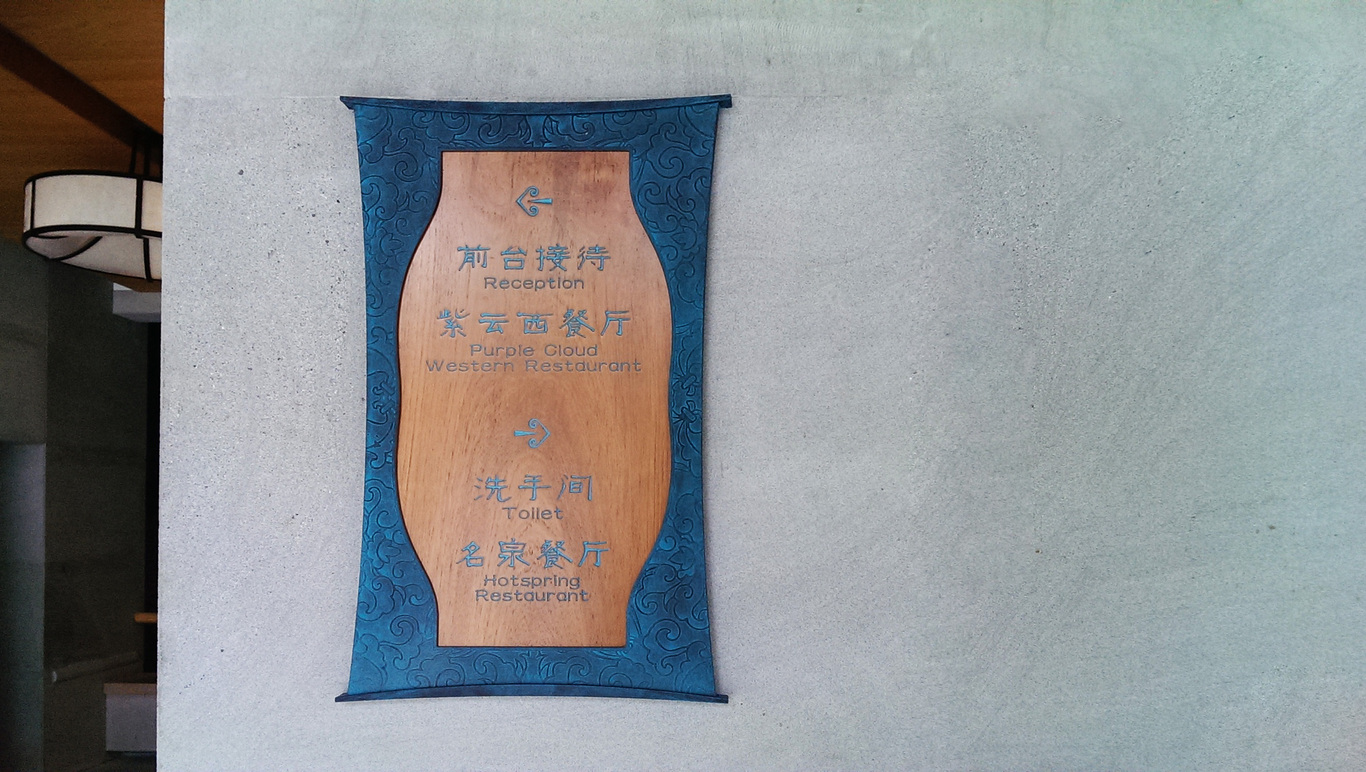 前台接待
Reception
紫云西餐厅
Purple Cloud
Western Restaurant
洗手间
Toilet
名泉餐厅
Hotspring
Restaurant